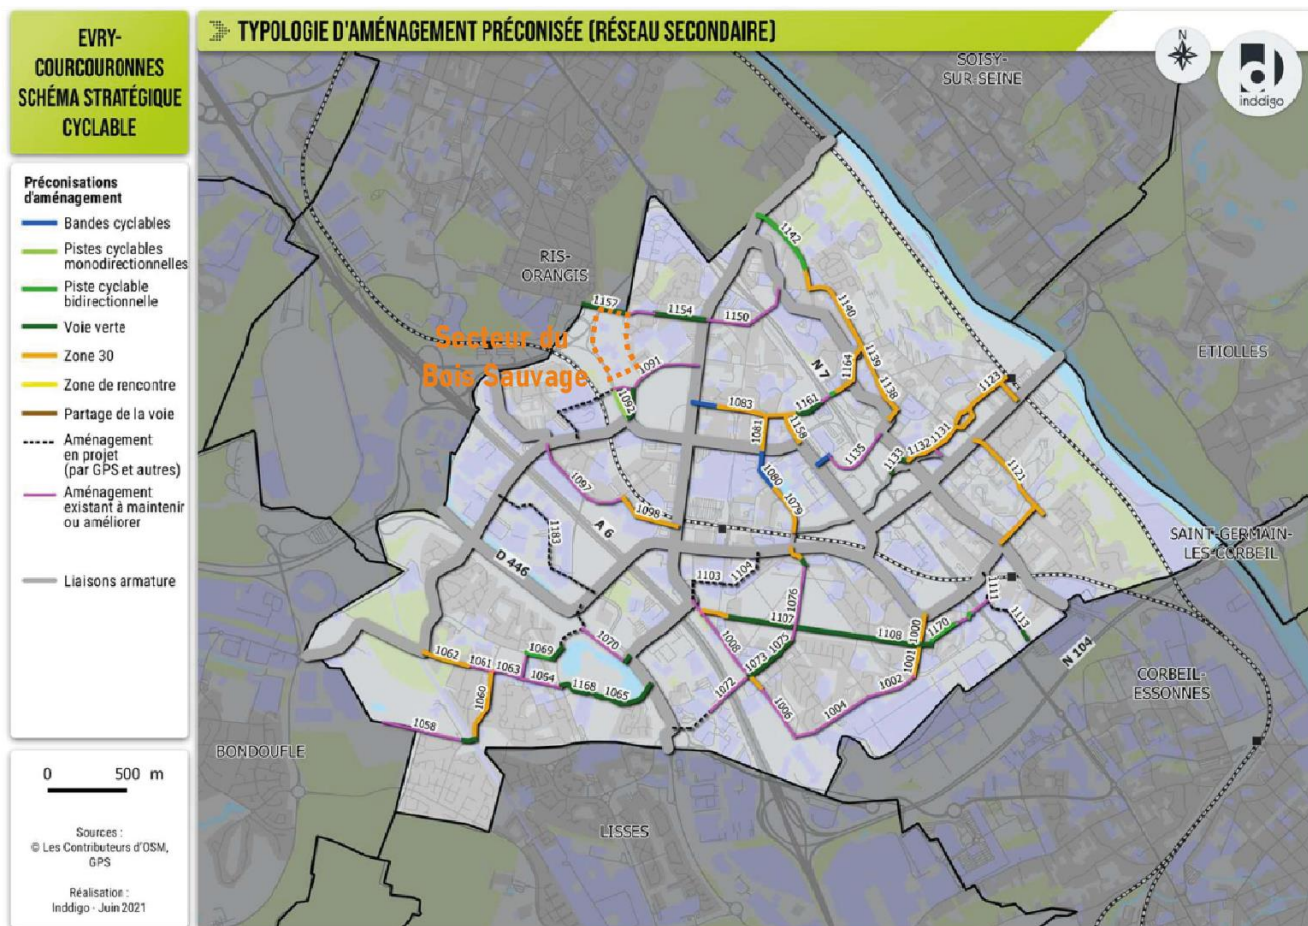 EVRY-
COURCOURONNES
SCHÉMA STRATÉGIQUE
CYCLABLE
TYPOLOGIE D'AMÉNAGEMENT PRÉCONISÉE (RÉSEAU SECONDAIRE)
N
inddigo
Préconisations
d'aménagement
Bandes cyclables
Pistes cyclables
monodirectionnelles
Piste cyclable
bidirectionnelle
Voie verte
Zone 30
Zone de rencontre
Partage de la voie
Aménagement
en projet
(par GPS et autres)
Aménagement
existant à maintenir
ou améliorer
Liaisons armature
0 500 m
Sources :
© Les Contributeurs d'OSM,
GPS
Réalisation :
Inddigo - Juin 2021
SOISY-
SUR-SEINE
RIS-
ORANGIS
ETIOLLES
SAINT-GERMAIN-
LES-CORBEIL
CORBEIL-
ESSONNES
LISSES
BONDOUFLE
Secteur du
Bois Sauvage
N 7
A 6
D 446
N 104
1142
1157
1154
1150
1140
1139
1164
1138
1091
1092
1083
1161
1123
1081
1158
1135
1133
1132
1131
1121
1080
1079
1097
1098
1183
1103
1104
1076
1111
1113
1107
1108
1000
1170
1001
1008
1075
1073
1072
1002
1004
1006
1070
1069
1062
1061
1063
1064
1060
1168
1065
1058